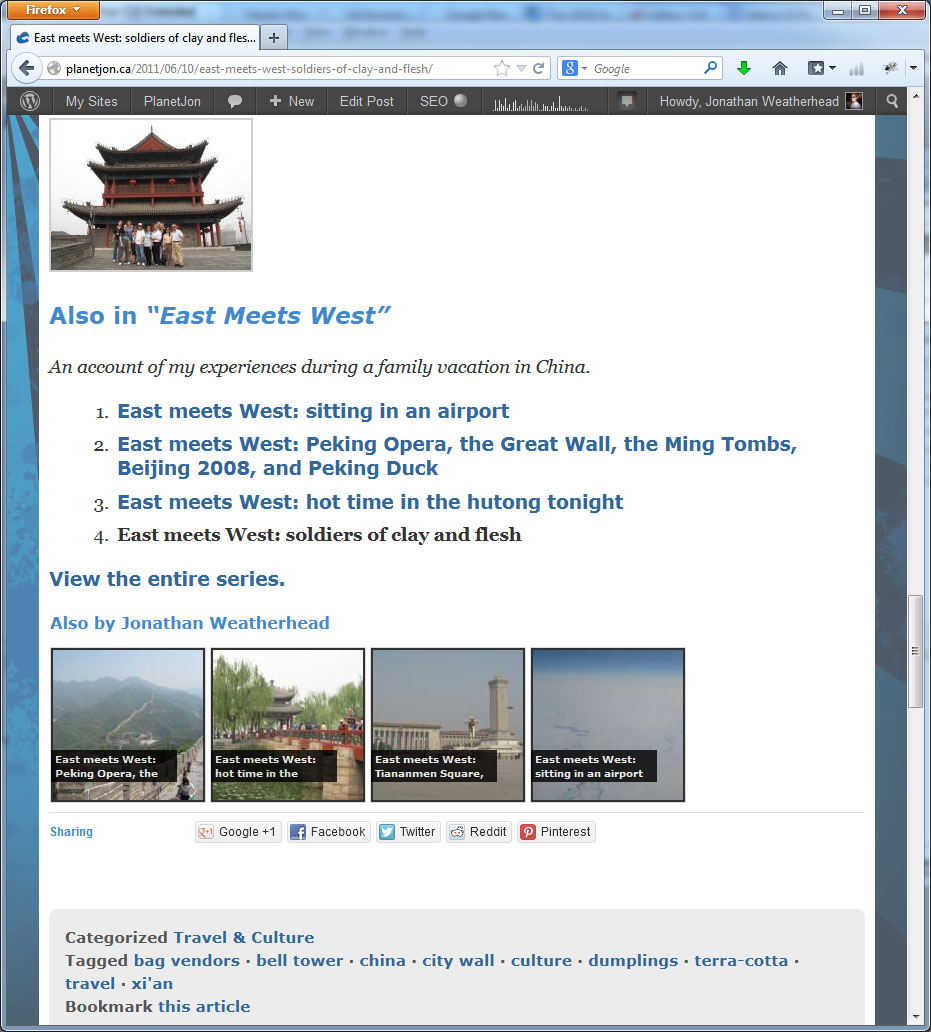 Firefox
East meets West: soldiers of clay and fles...
planetjon.ca/2011/06/10/east-meets-west-soldiers-of-clay-and-flesh/
Google
My Sites PlanetJon New Edit Post SEO Howdy, Jonathan Weatherhead
Also in “East Meets West”
An account of my experiences during a family vacation in China.
1. East meets West: sitting in an airport
2. East meets West: Peking Opera, the Great Wall, the Ming Tombs,
Beijing 2008, and Peking Duck
3. East meets West: hot time in the hutong tonight
4. East meets West: soldiers of clay and flesh
View the entire series.
Also by Jonathan Weatherhead
East meets West:
Peking Opera, the
East meets West:
hot time in the
East meets West:
Tiananmen Square,
East meets West:
sitting in an airport
Sharing Google +1 Facebook Twitter Reddit Pinterest
Categorized Travel & Culture
Tagged bag vendors · bell tower · china · city wall · culture · dumplings · terra-cotta ·
travel · xi'an
Bookmark this article